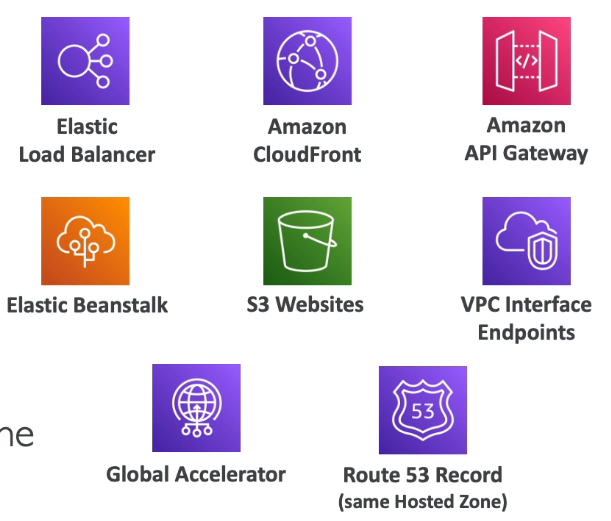 Elastic
Load Balancer
Amazon
CloudFront
Amazon
API Gateway
</>
Elastic Beanstalk
S3 Websites
VPC Interface
Endpoints
ne
53
Global Accelerator
Route 53 Record
(same Hosted Zone)